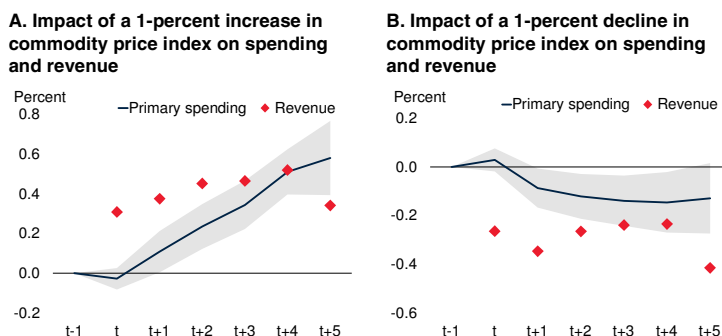 A. Impact of a 1-percent increase in
commodity price index on spending
and revenue
Percent
Primary spending
Revenue
0.8
0.6
0.4
0.2
0.0
-0.2
t-1 t t+1 t+2 t+3 t+4 t+5
B. Impact of a 1-percent decline in
commodity price index on spending
and revenue
Percent
Primary spending
Revenue
0.2
0.0
-0.2
-0.4
-0.6
t-1 t t+1 t+2 t+3 t+4 t+5